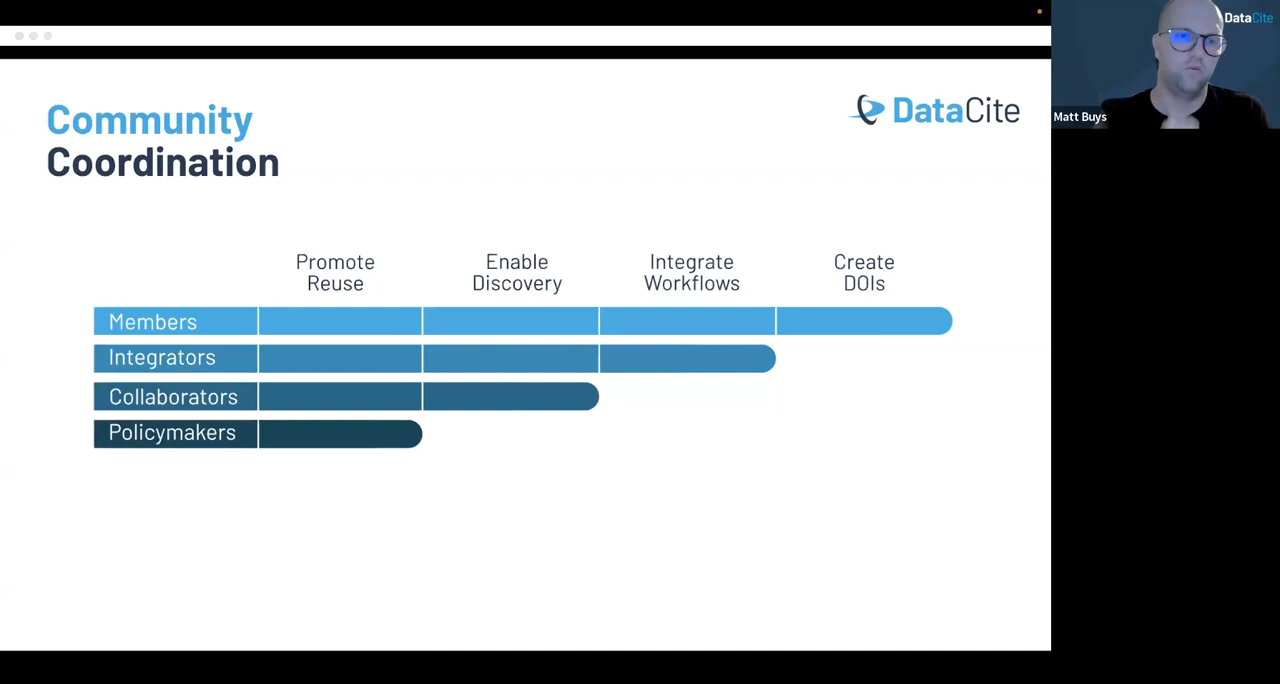 Community
Coordination
DataCite
Promote
Reuse
Enable
Discovery
Integrate
Workflows
Create
DOIs
Members
Integrators
Collaborators
Policymakers
DataCite
Matt Buys